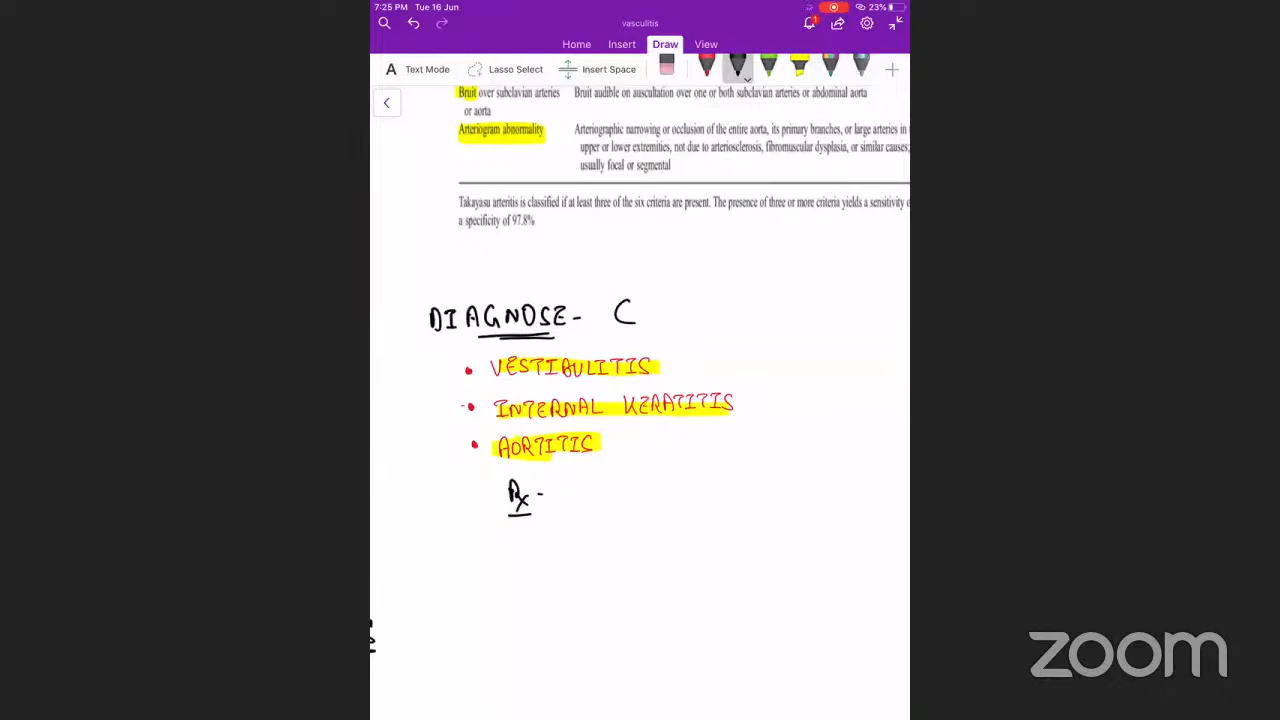 7:25 PM Tue 16 Jun
23%
vasculitis
1
Home Insert Draw View
A Text Mode Lasso Select Insert Space
Bruit over subclavian arteries Bruit audible on auscultation over one or both subclavian arteries or abdominal aorta
or aorta
Arteriogram abnormality Arteriographic narrowing or occlusion of the entire aorta, its primary branches, or large arteries in
upper or lower extremities, not due to arteriosclerosis, fibromuscular dysplasia, or similar causes;
usually focal or segmental
Takayasu arteritis is classified if at least three of the six criteria are present. The presence of three or more criteria yields a sensitivity
a specificity of 97.8%
DIAGNOSE - C
• VESTIBULITIS
• INTERNAL KERATITIS
• AORTITIS
Rx -
zoom